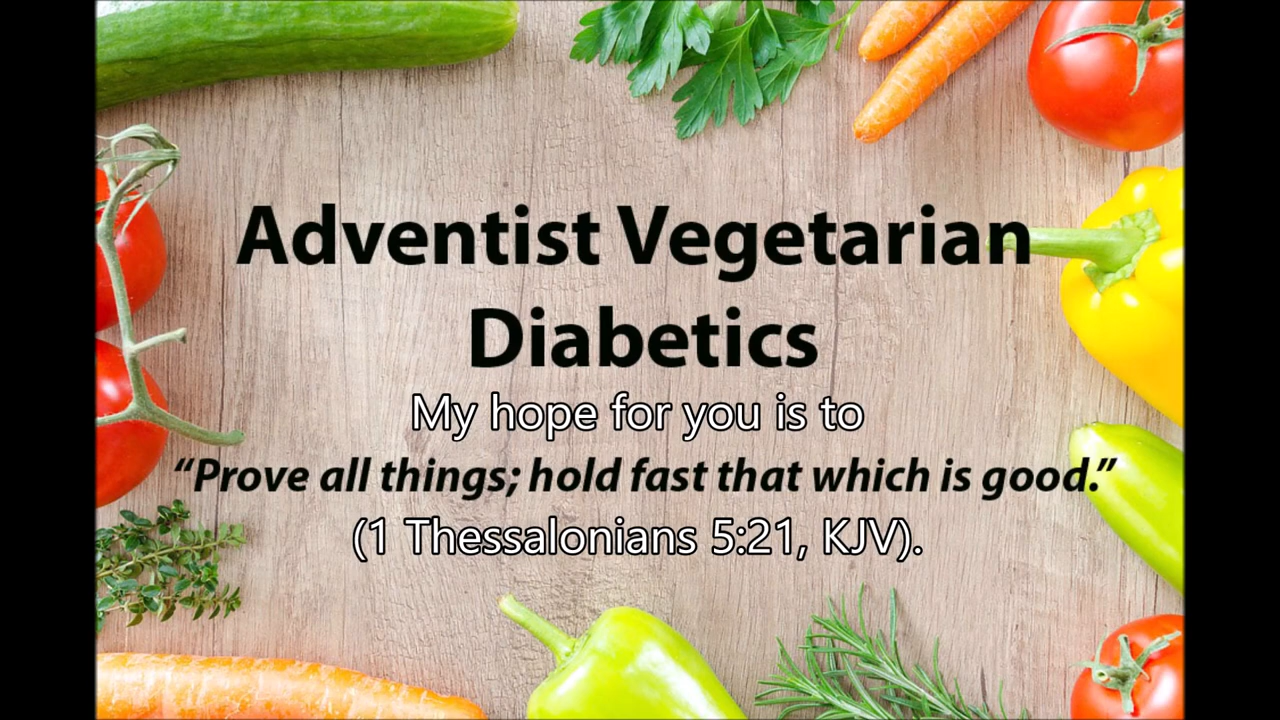 Adventist Vegetarian
Diabetics
My hope for you is to
“Prove all things; hold fast that which is good.”
(1 Thessalonians 5:21, KJV).